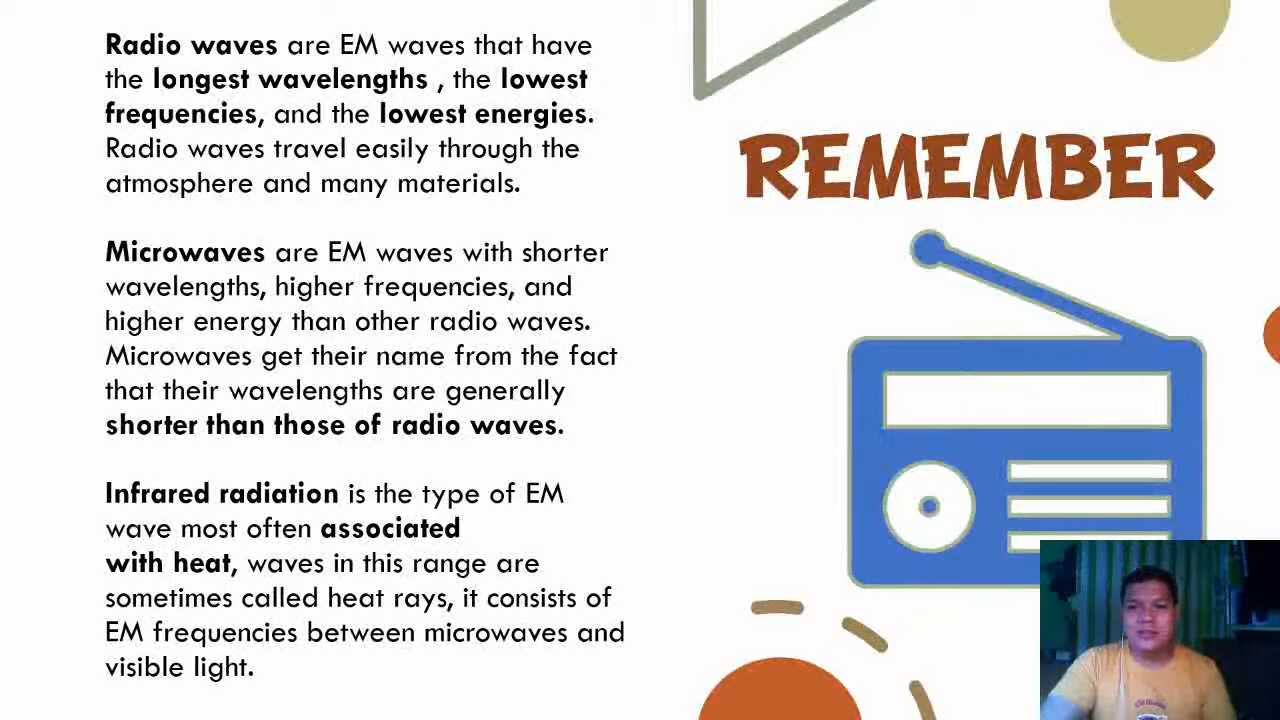 Radio waves are EM waves that have
the longest wavelengths , the lowest
frequencies, and the lowest energies.
Radio waves travel easily through the
atmosphere and many materials.
Microwaves are EM waves with shorter
wavelengths, higher frequencies, and
higher energy than other radio waves.
Microwaves get their name from the fact
that their wavelengths are generally
shorter than those of radio waves.
Infrared radiation is the type of EM
wave most often associated
with heat, waves in this range are
sometimes called heat rays, it consists of
EM frequencies between microwaves and
visible light.
REMEMBER